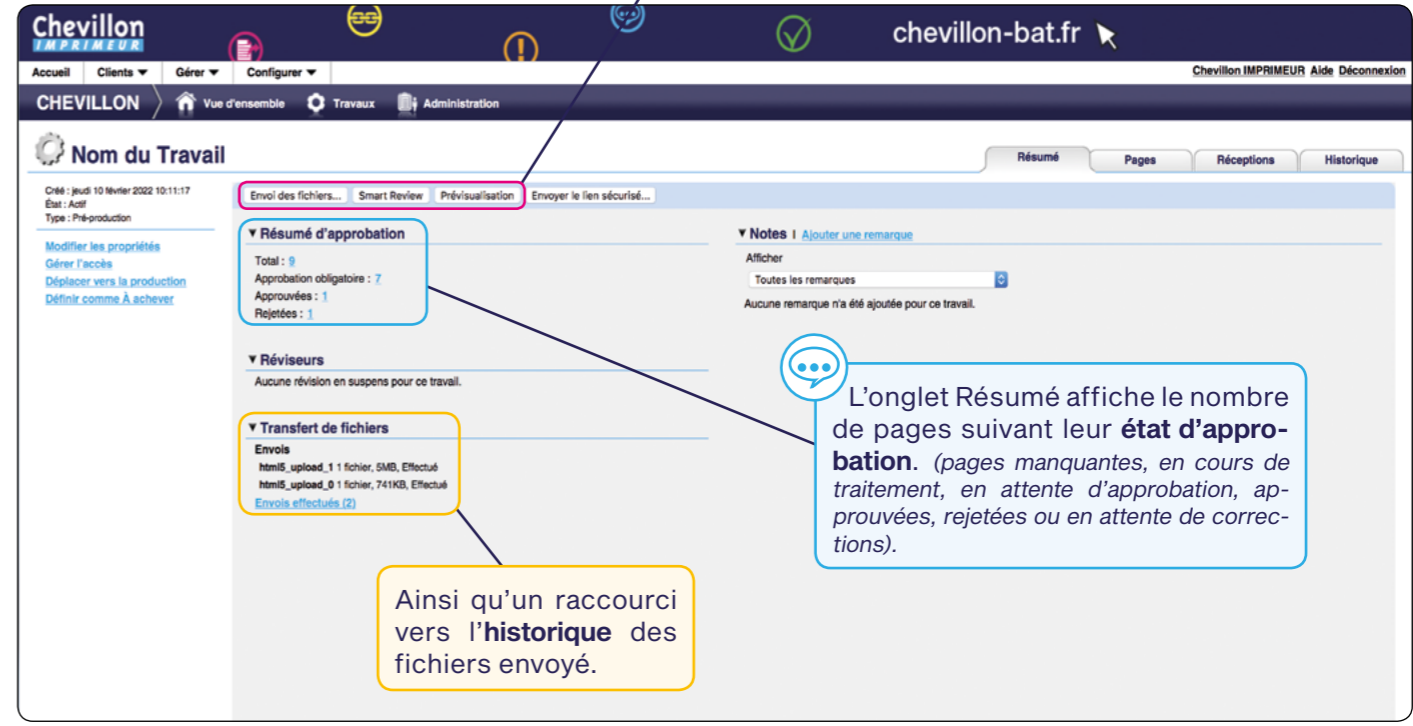 Chevillon
IMPRIMEUR
chevillon-bat.fr
Accueil Clients ▼ Gérer ▼ Configurer ▼ Chevillon IMPRIMEUR Aide Déconnexion
CHEVILLON Vue d'ensemble Travaux Administration
Nom du Travail
Résumé Pages Réceptions Historique
Créé : jeudi 10 février 2022 10:11:17
État : Actif
Type : Pré-production
Modifier les propriétés
Gérer l'accès
Déplacer vers la production
Définir comme À achever
Envoi des fichiers... Smart Review Prévisualisation Envoyer le lien sécurisé...
▼ Résumé d'approbation
Total : 9
Approbation obligatoire : 7
Approuvées : 1
Rejetées : 1
▼ Notes | Ajouter une remarque
Afficher
Toutes les remarques
Aucune remarque n'a été ajoutée pour ce travail.
▼ Réviseurs
Aucune révision en suspens pour ce travail.
▼ Transfert de fichiers
Envois
html5_upload_1 1 fichier, 5MB, Effectué
html5_upload_0 1 fichier, 741KB, Effectué
Envois effectués (2)
L'onglet Résumé affiche le nombre
de pages suivant leur état d'appro-
bation. (pages manquantes, en cours de
traitement, en attente d'approbation, ap-
prouvées, rejetées ou en attente de correc-
tions).
Ainsi qu'un raccourci
vers l'historique des
fichiers envoyé.